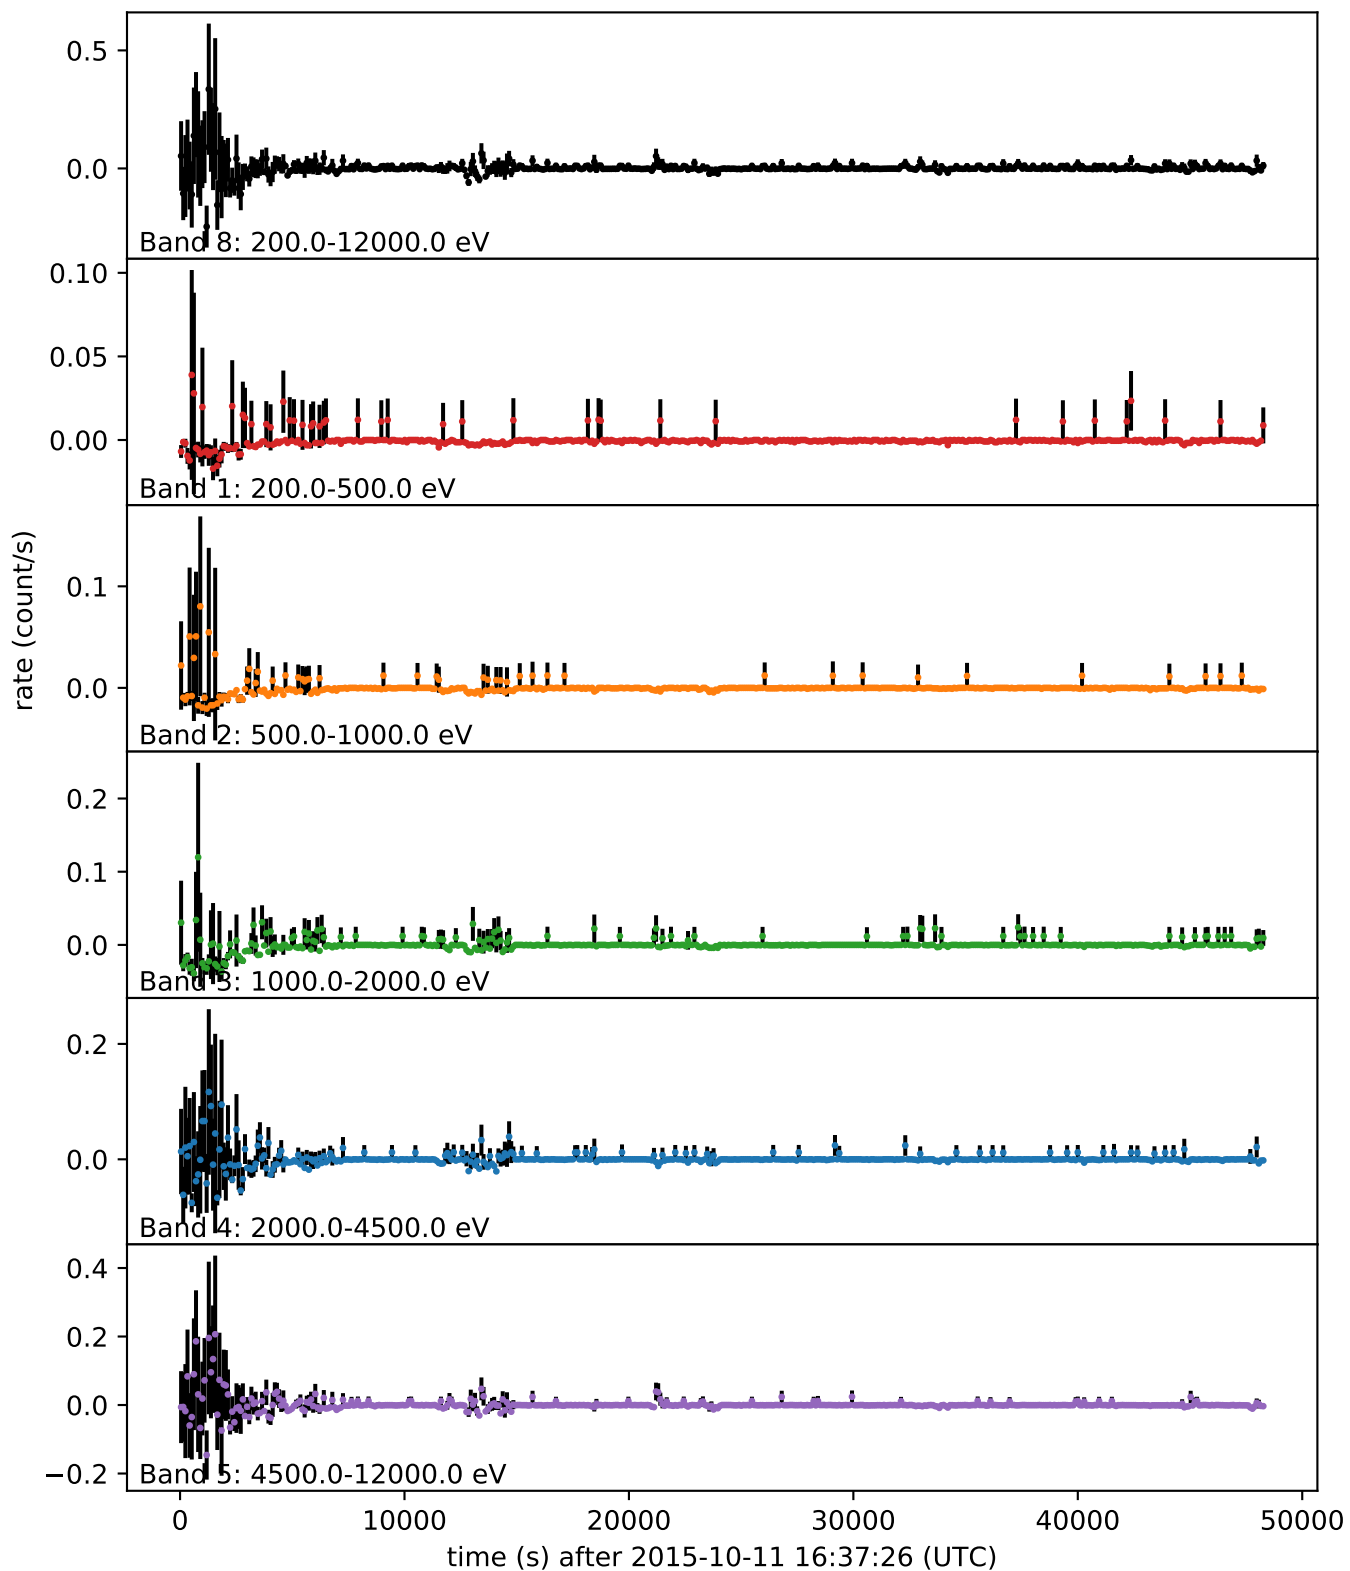 0.5
0.0
Band 8: 200.0-12000.0 eV
0.10
0.05
0.00
Band 1: 200.0-500.0 eV
rate (count/s)
0.1
0.0
Band 2: 500.0-1000.0 eV
0.2
0.1
0.0
Band 3: 1000.0-2000.0 eV
0.2
0.0
Band 4: 2000.0-4500.0 eV
0.4
0.2
0.0
−0.2
Band 5: 4500.0-12000.0 eV
0 10000 20000 30000 40000 50000
time (s) after 2015-10-11 16:37:26 (UTC)